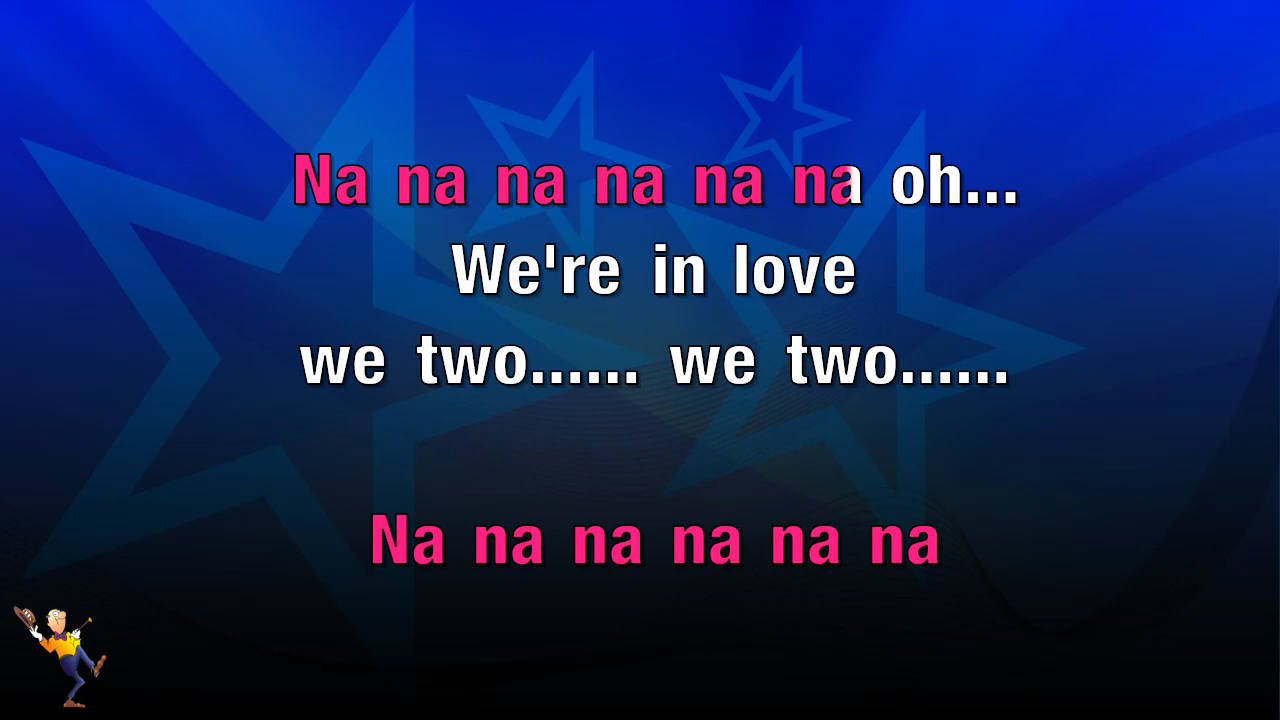 Na na na na na na oh...
We're in love
we two...... we two......
Na na na na na na